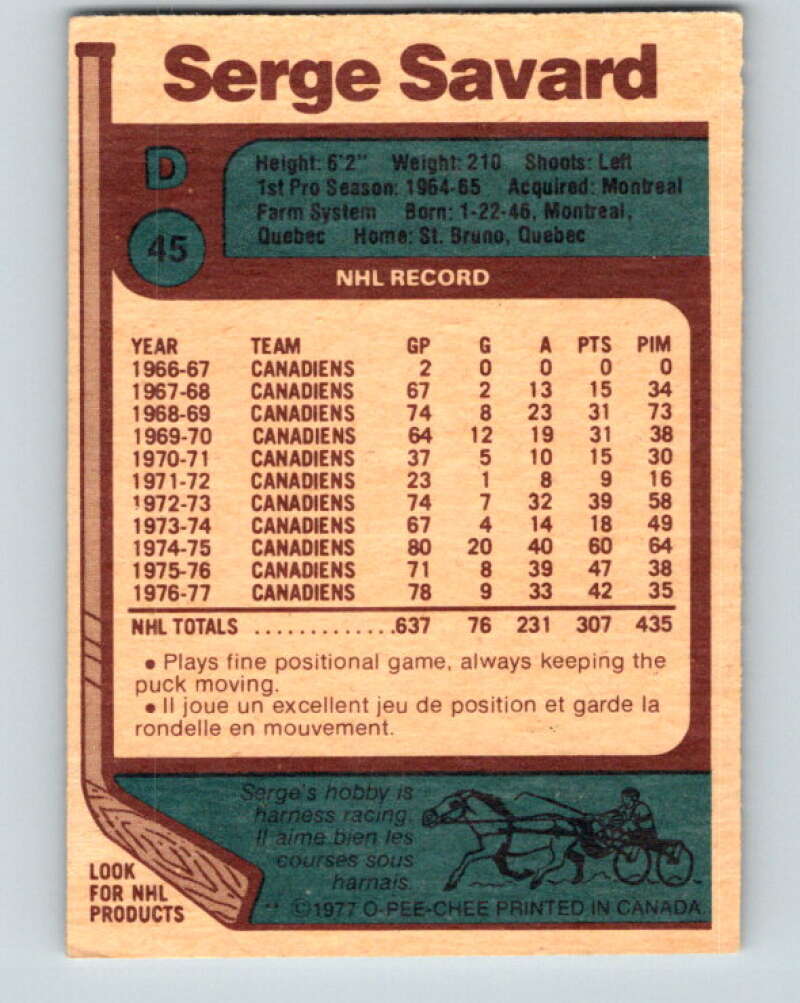 Serge Savard
D
45
Height: 6'2" Weight: 210 Shoots: Left
1st Pro Season: 1964-65 Acquired: Montreal
Farm System Born: 1-22-46, Montreal,
Quebec Home: St. Bruno, Quebec
NHL RECORD
YEAR TEAM GP G A PTS PIM
1966-67 CANADIENS 2 0 0 0 0
1967-68 CANADIENS 67 2 13 15 34
1968-69 CANADIENS 74 8 23 31 73
1969-70 CANADIENS 64 12 19 31 38
1970-71 CANADIENS 37 5 10 15 30
1971-72 CANADIENS 23 1 8 9 16
1972-73 CANADIENS 74 7 32 39 58
1973-74 CANADIENS 67 4 14 18 49
1974-75 CANADIENS 80 20 40 60 64
1975-76 CANADIENS 71 8 39 47 38
1976-77 CANADIENS 78 9 33 42 35
NHL TOTALS .............637 76 231 307 435
• Plays fine positional game, always keeping the
puck moving.
• Il joue un excellent jeu de position et garde la
rondelle en mouvement.
Serge's hobby is
harness racing.
Il aime bien les
courses sous
harnais.
LOOK
FOR NHL
PRODUCTS
** ©1977 O-PEE-CHEE PRINTED IN CANADA